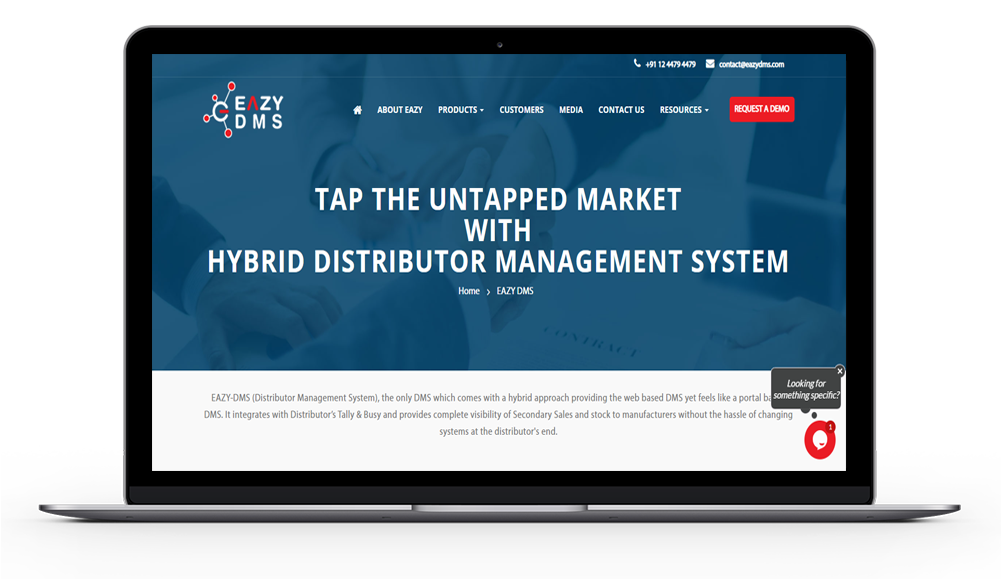 +91 12 4479 4479 contact@eazydms.com
EAZY
DMS
ABOUT EAZY PRODUCTS CUSTOMERS MEDIA CONTACT US RESOURCES REQUEST A DEMO
TAP THE UNTAPPED MARKET
WITH
HYBRID DISTRIBUTOR MANAGEMENT SYSTEM
Home › EAZY DMS
CONTRACT
EAZY-DMS (Distributor Management System), the only DMS which comes with a hybrid approach providing the web based DMS yet feels like a portal
DMS. It integrates with Distributor's Tally & Busy and provides complete visibility of Secondary Sales and stock to manufacturers without the hassle of changing
systems at the distributor's end.
Looking for
something specific?
1